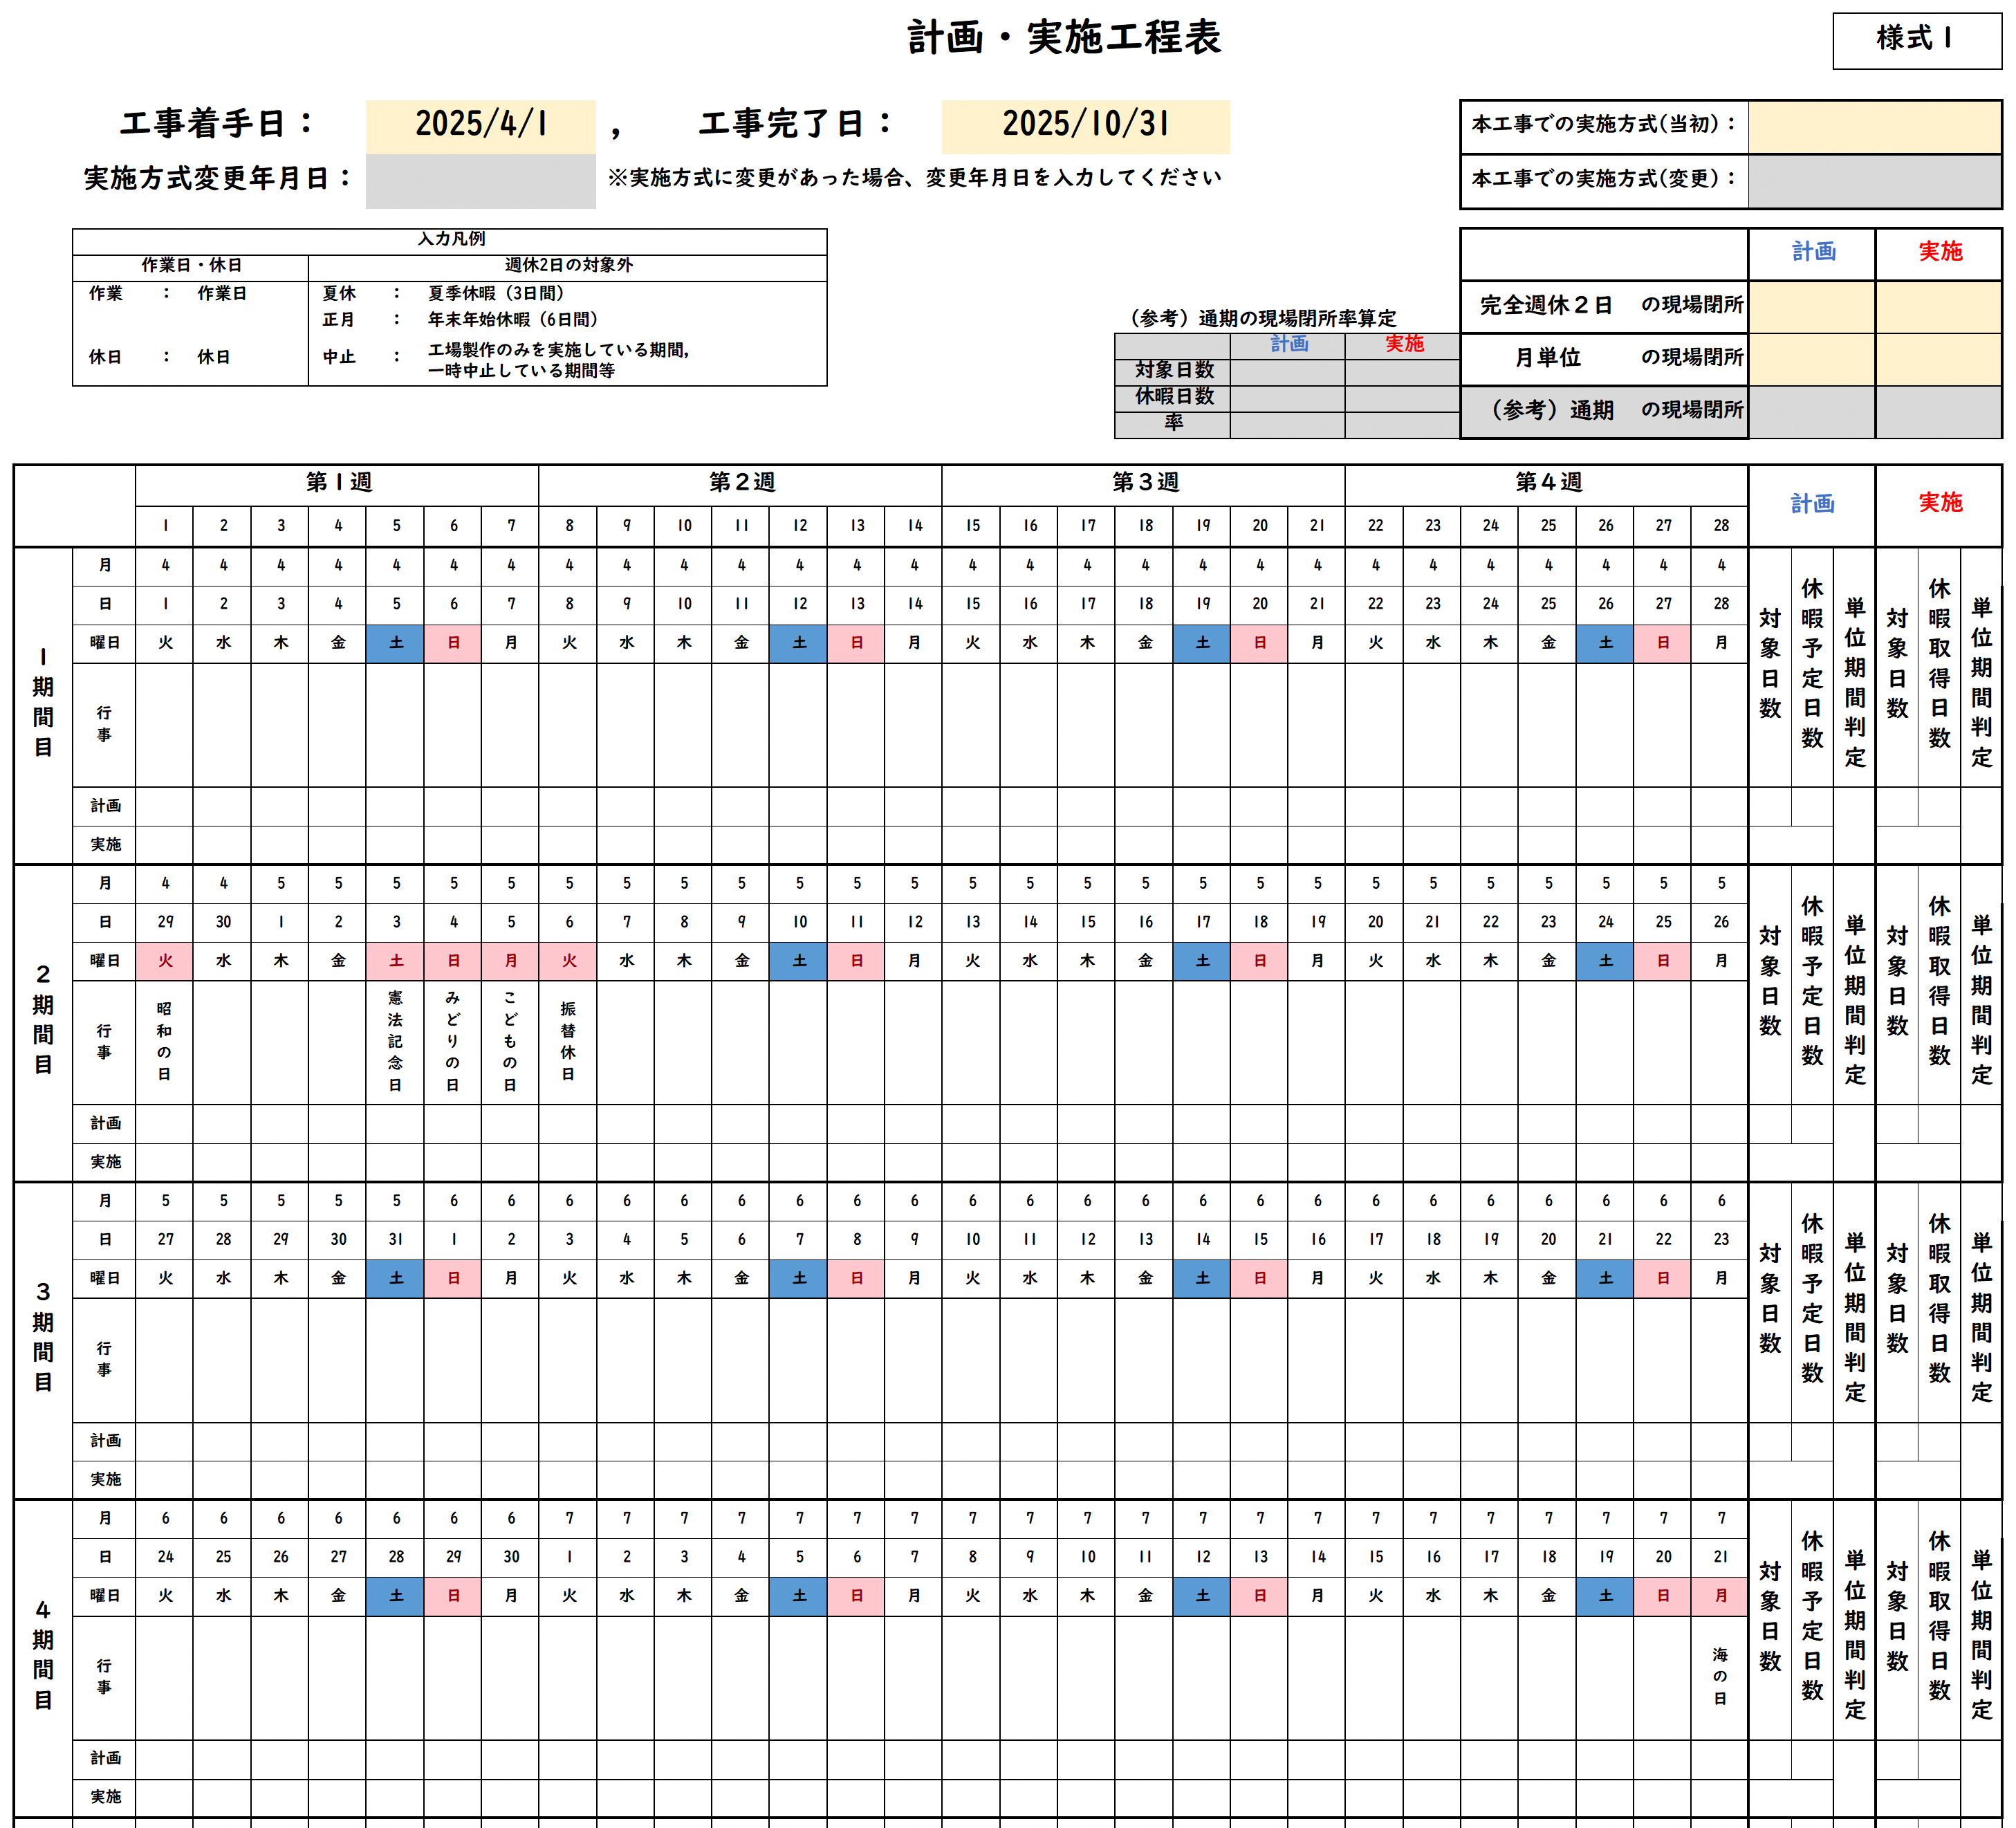 計画・実施工程表
様式1
工事着手日： 2025/4/1 ， 工事完了日： 2025/10/31
実施方式変更年月日： ※実施方式に変更があった場合、変更年月日を入力してください
本工事での実施方式(当初)：
本工事での実施方式(変更)：
入力凡例
作業日・休日 週休2日の対象外
作業 ： 作業日 夏休 ： 夏季休暇（3日間）
正月 ： 年末年始休暇（6日間）
休日 ： 休日 中止 ： 工場製作のみを実施している期間，
一時中止している期間等
（参考）通期の現場閉所率算定
計画 実施
対象日数
休暇日数
率
計画 実施
完全週休２日 の現場閉所
月単位 の現場閉所
（参考）通期 の現場閉所
第１週 第２週 第３週 第４週 計画 実施
1 2 3 4 5 6 7 8 9 10 11 12 13 14 15 16 17 18 19 20 21 22 23 24 25 26 27 28
1期間目
月 4 4 4 4 4 4 4 4 4 4 4 4 4 4 4 4 4 4 4 4 4 4 4 4 4 4 4 4
日 1 2 3 4 5 6 7 8 9 10 11 12 13 14 15 16 17 18 19 20 21 22 23 24 25 26 27 28
曜日 火 水 木 金 土 日 月 火 水 木 金 土 日 月 火 水 木 金 土 日 月 火 水 木 金 土 日 月
行事
計画
実施
対象日数 休暇予定日数 単位期間判定 対象日数 休暇取得日数 単位期間判定
2期間目
月 4 4 5 5 5 5 5 5 5 5 5 5 5 5 5 5 5 5 5 5 5 5 5 5 5 5 5 5
日 29 30 1 2 3 4 5 6 7 8 9 10 11 12 13 14 15 16 17 18 19 20 21 22 23 24 25 26
曜日 火 水 木 金 土 日 月 火 水 木 金 土 日 月 火 水 木 金 土 日 月 火 水 木 金 土 日 月
行事 昭和の日 憲法記念日 みどりの日 こどもの日 振替休日
計画
実施
対象日数 休暇予定日数 単位期間判定 対象日数 休暇取得日数 単位期間判定
3期間目
月 5 5 5 5 5 6 6 6 6 6 6 6 6 6 6 6 6 6 6 6 6 6 6 6 6 6 6 6
日 27 28 29 30 31 1 2 3 4 5 6 7 8 9 10 11 12 13 14 15 16 17 18 19 20 21 22 23
曜日 火 水 木 金 土 日 月 火 水 木 金 土 日 月 火 水 木 金 土 日 月 火 水 木 金 土 日 月
行事
計画
実施
対象日数 休暇予定日数 単位期間判定 対象日数 休暇取得日数 単位期間判定
4期間目
月 6 6 6 6 6 6 6 7 7 7 7 7 7 7 7 7 7 7 7 7 7 7 7 7 7 7 7 7
日 24 25 26 27 28 29 30 1 2 3 4 5 6 7 8 9 10 11 12 13 14 15 16 17 18 19 20 21
曜日 火 水 木 金 土 日 月 火 水 木 金 土 日 月 火 水 木 金 土 日 月 火 水 木 金 土 日 月
行事 海の日
計画
実施
対象日数 休暇予定日数 単位期間判定 対象日数 休暇取得日数 単位期間判定